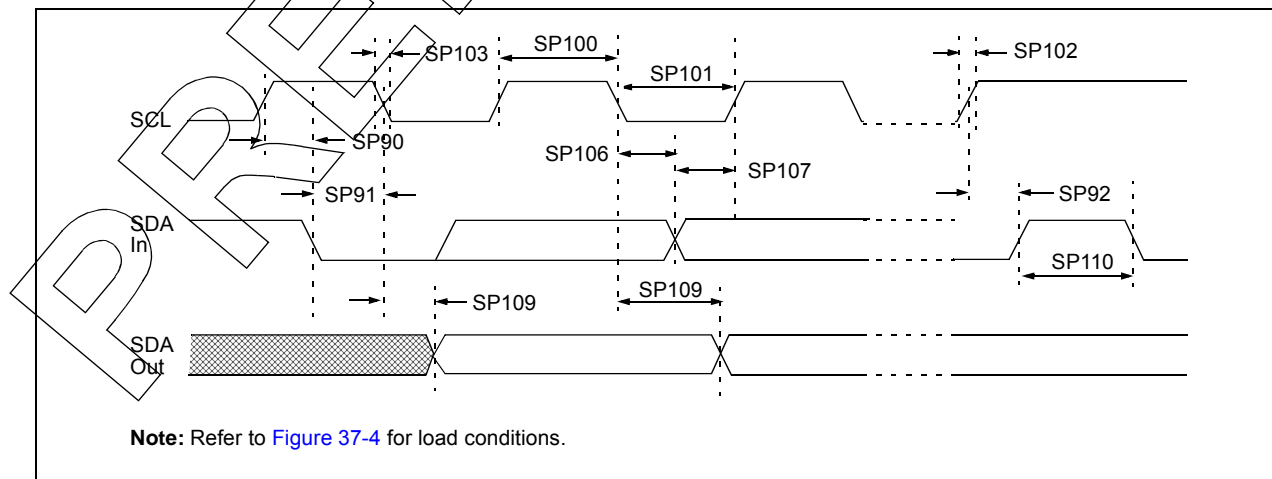 SP103
SP100
SP101
SP102
SCL
SP90
SP106
SP107
SP91
SP92
SDA
In
SP110
SP109
SP109
SDA
Out
Note: Refer to Figure 37-4 for load conditions.
P R E